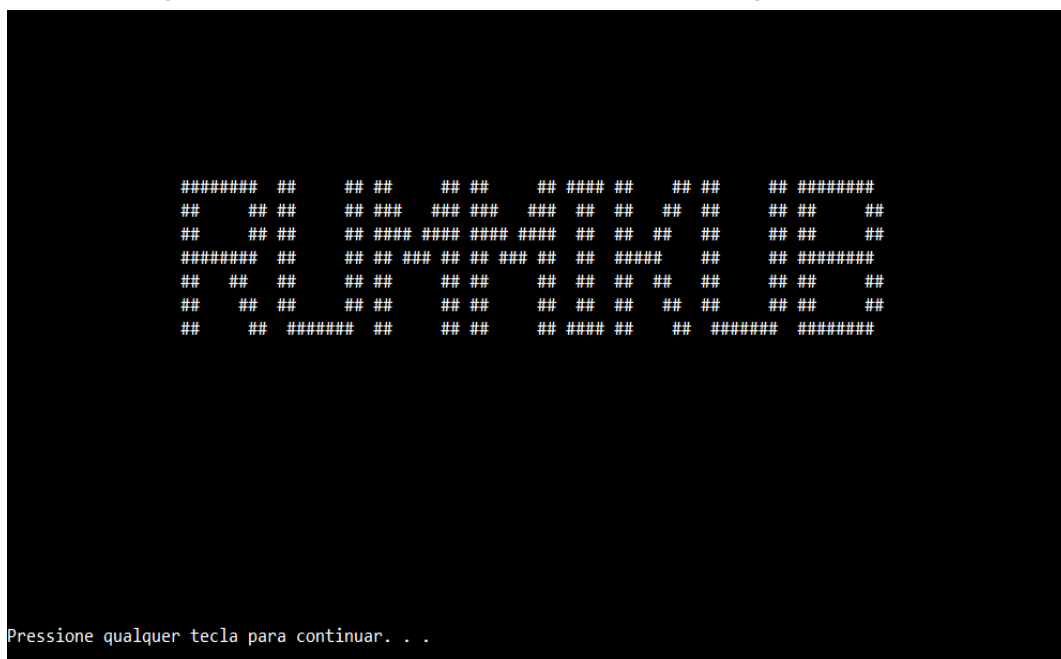 RUMMIKUB
Pressione qualquer tecla para continuar. . .